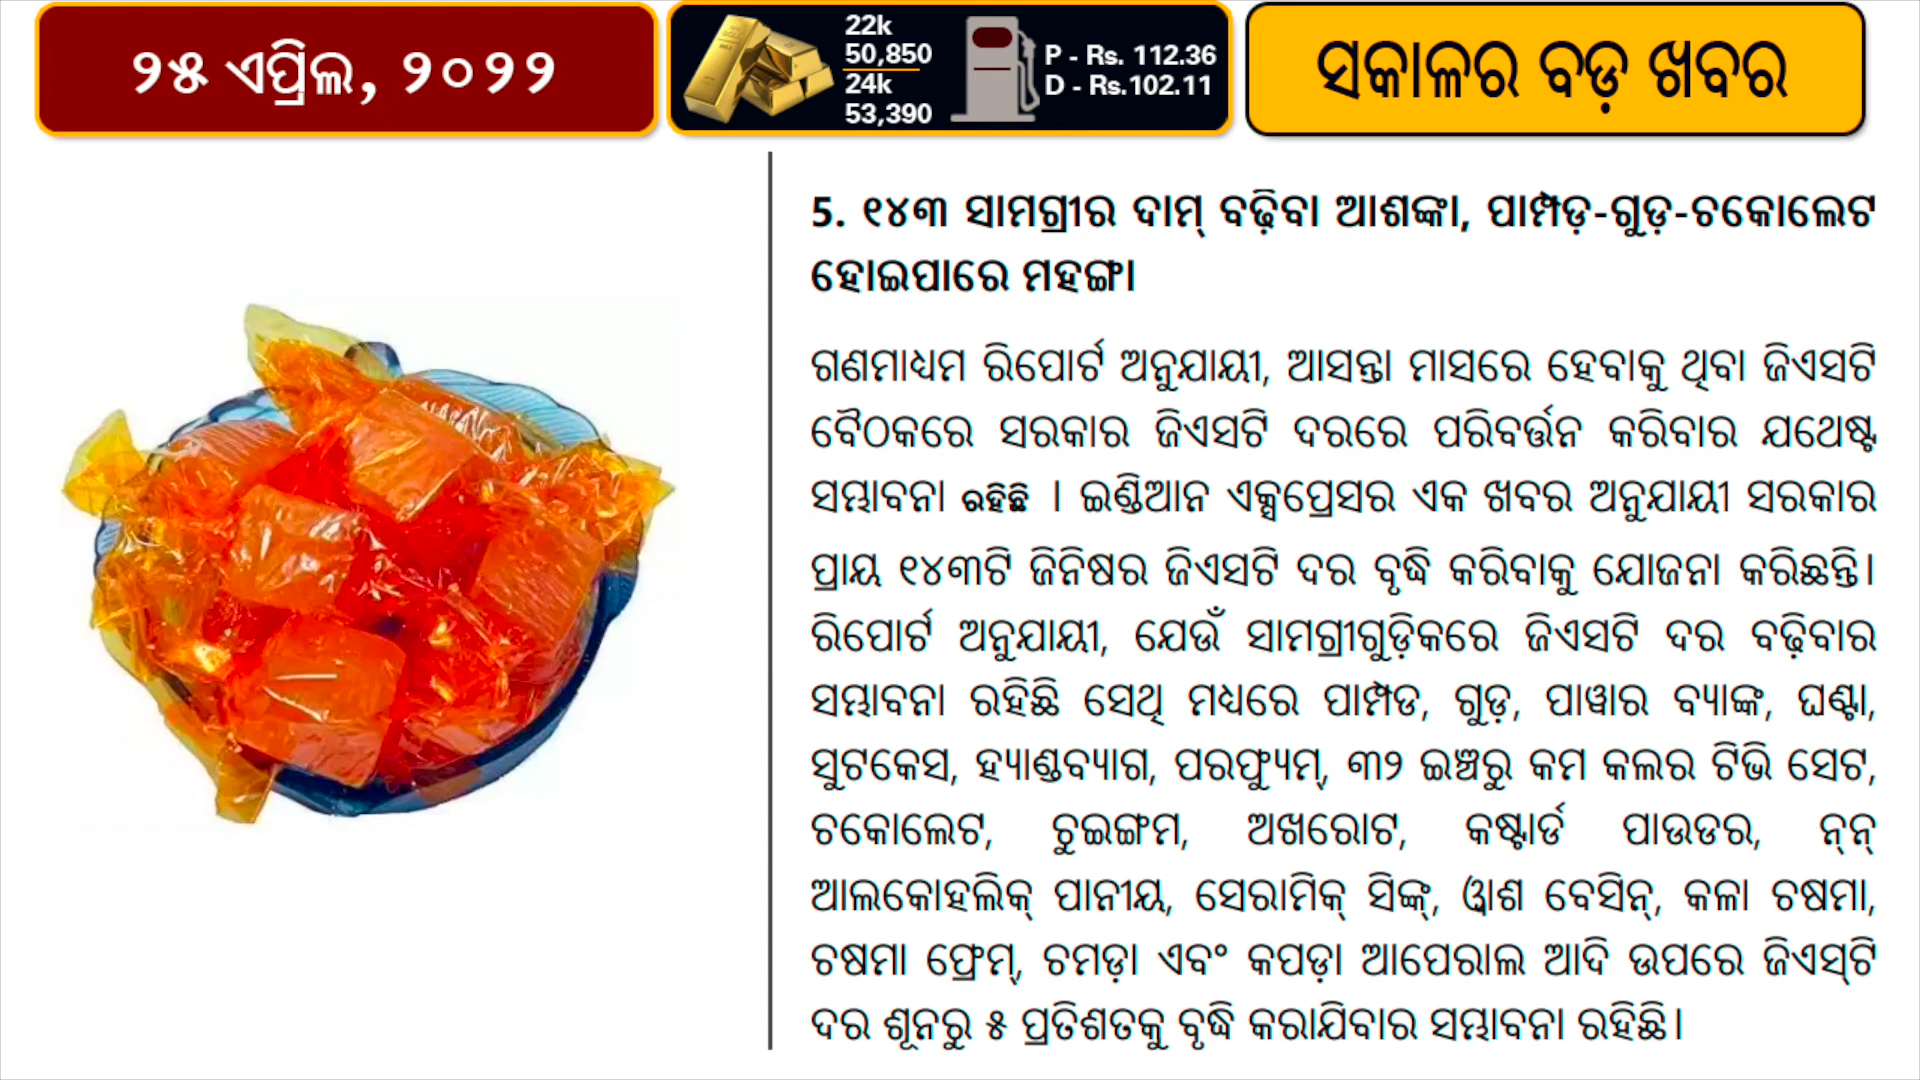 ୨୫ ଏପ୍ରିଲ, ୨୦୨୨
22k
50,850
24k
53,390
P - Rs. 112.36
D - Rs.102.11
ସକାଳର ବଡ଼ ଖବର
5. ୧୪୩ ସାମଗ୍ରୀର ଦାମ୍ ବଢ଼ିବା ଆଶଙ୍କା, ପାମ୍ପଡ଼-ଗୁଡ଼-ଚକୋଲେଟ
ହୋଇପାରେ ମହଙ୍ଗା
ଗଣମାଧ୍ୟମ ରିପୋର୍ଟ ଅନୁଯାୟୀ, ଆସନ୍ତା ମାସରେ ହେବାକୁ ଥିବା ଜିଏସଟି
ବୈଠକରେ ସରକାର ଜିଏସଟି ଦରରେ ପରିବର୍ତ୍ତନ କରିବାର ଯଥେଷ୍ଟ
ସମ୍ଭାବନା ରହିଛି । ଇଣ୍ଡିଆନ ଏକ୍ସପ୍ରେସର ଏକ ଖବର ଅନୁଯାୟୀ ସରକାର
ପ୍ରାୟ ୧୪୩ଟି ଜିନିଷର ଜିଏସଟି ଦର ବୃଦ୍ଧି କରିବାକୁ ଯୋଜନା କରିଛନ୍ତି।
ରିପୋର୍ଟ ଅନୁଯାୟୀ, ଯେଉଁ ସାମଗ୍ରୀଗୁଡ଼ିକରେ ଜିଏସଟି ଦର ବଢ଼ିବାର
ସମ୍ଭାବନା ରହିଛି ସେଥି ମଧ୍ୟରେ ପାମ୍ପଡ, ଗୁଡ଼, ପାୱାର ବ୍ୟାଙ୍କ, ଘଣ୍ଟା,
ସୁଟକେସ, ହ୍ୟାଣ୍ଡବ୍ୟାଗ, ପରଫ୍ୟୁମ୍, ୩୨ ଇଞ୍ଚରୁ କମ କଲର ଟିଭି ସେଟ,
ଚକୋଲେଟ, ଚୁଇଙ୍ଗମ, ଅଖରୋଟ, କଷ୍ଟାର୍ଡ ପାଉଡର, ନ୍‌ନ୍
ଆଲକୋହଲିକ୍ ପାନୀୟ, ସେରାମିକ୍ ସିଙ୍କ୍, ୱାଶ ବେସିନ୍, କଳା ଚଷମା,
ଚଷମା ଫ୍ରେମ୍, ଚମଡ଼ା ଏବଂ କପଡ଼ା ଆପେରାଲ ଆଦି ଉପରେ ଜିଏସ୍‌ଟି
ଦର ଶୂନରୁ ୫ ପ୍ରତିଶତକୁ ବୃଦ୍ଧି କରାଯିବାର ସମ୍ଭାବନା ରହିଛି।